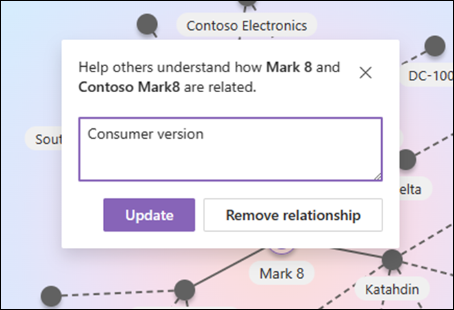 Contoso Electronics
Help others understand how Mark 8 and
Contoso Mark8 are related.
DC-100
Consumer version
Sout
elta
Update
Remove relationship
Mark 8
Katahdin